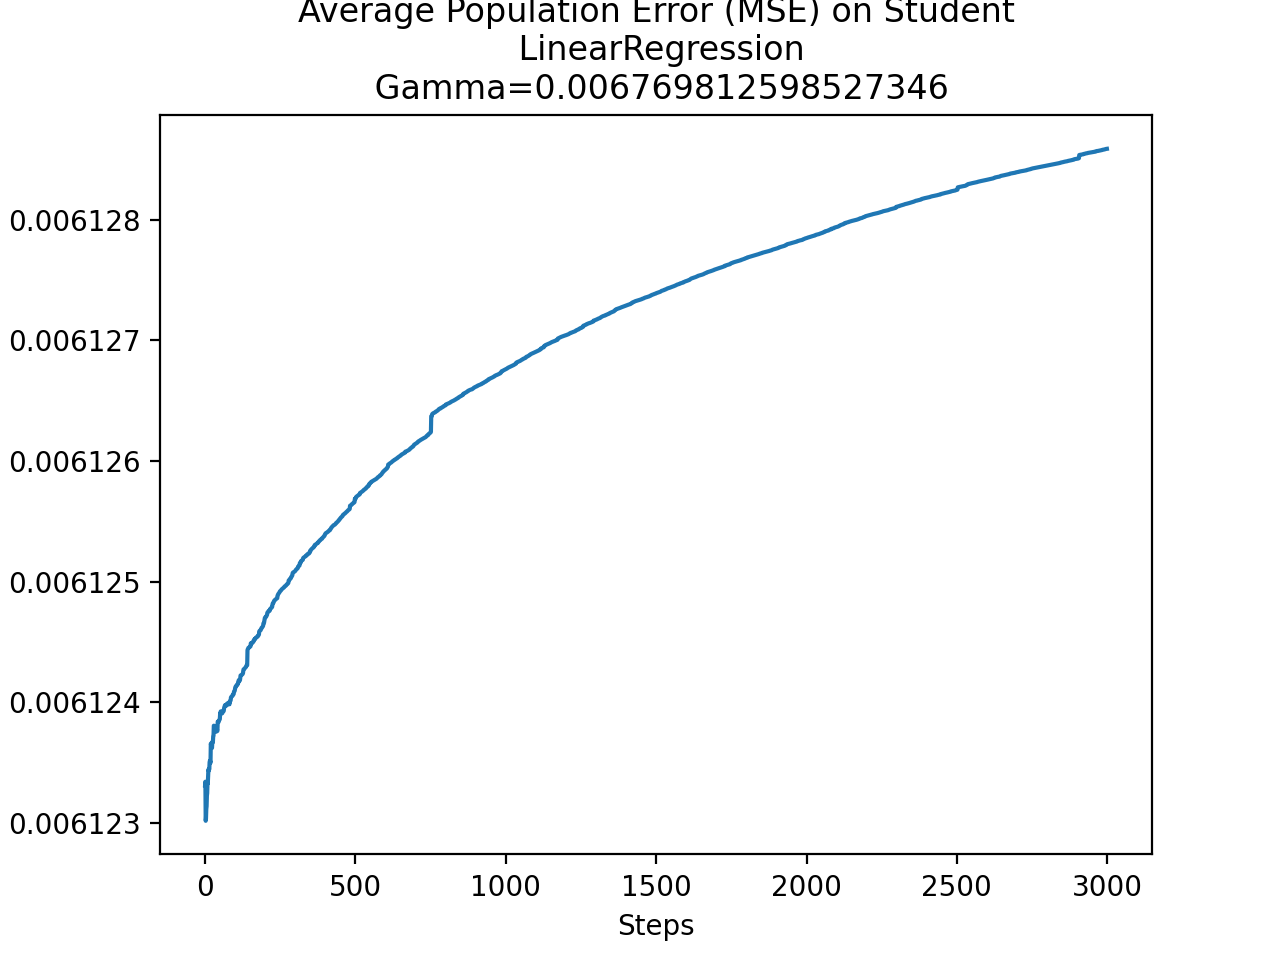 Average Population Error (MSE) on Student
LinearRegression
Gamma=0.006769812598527346
0.006128
0.006127
0.006126
0.006125
0.006124
0.006123
0 500 1000 1500 2000 2500 3000
Steps